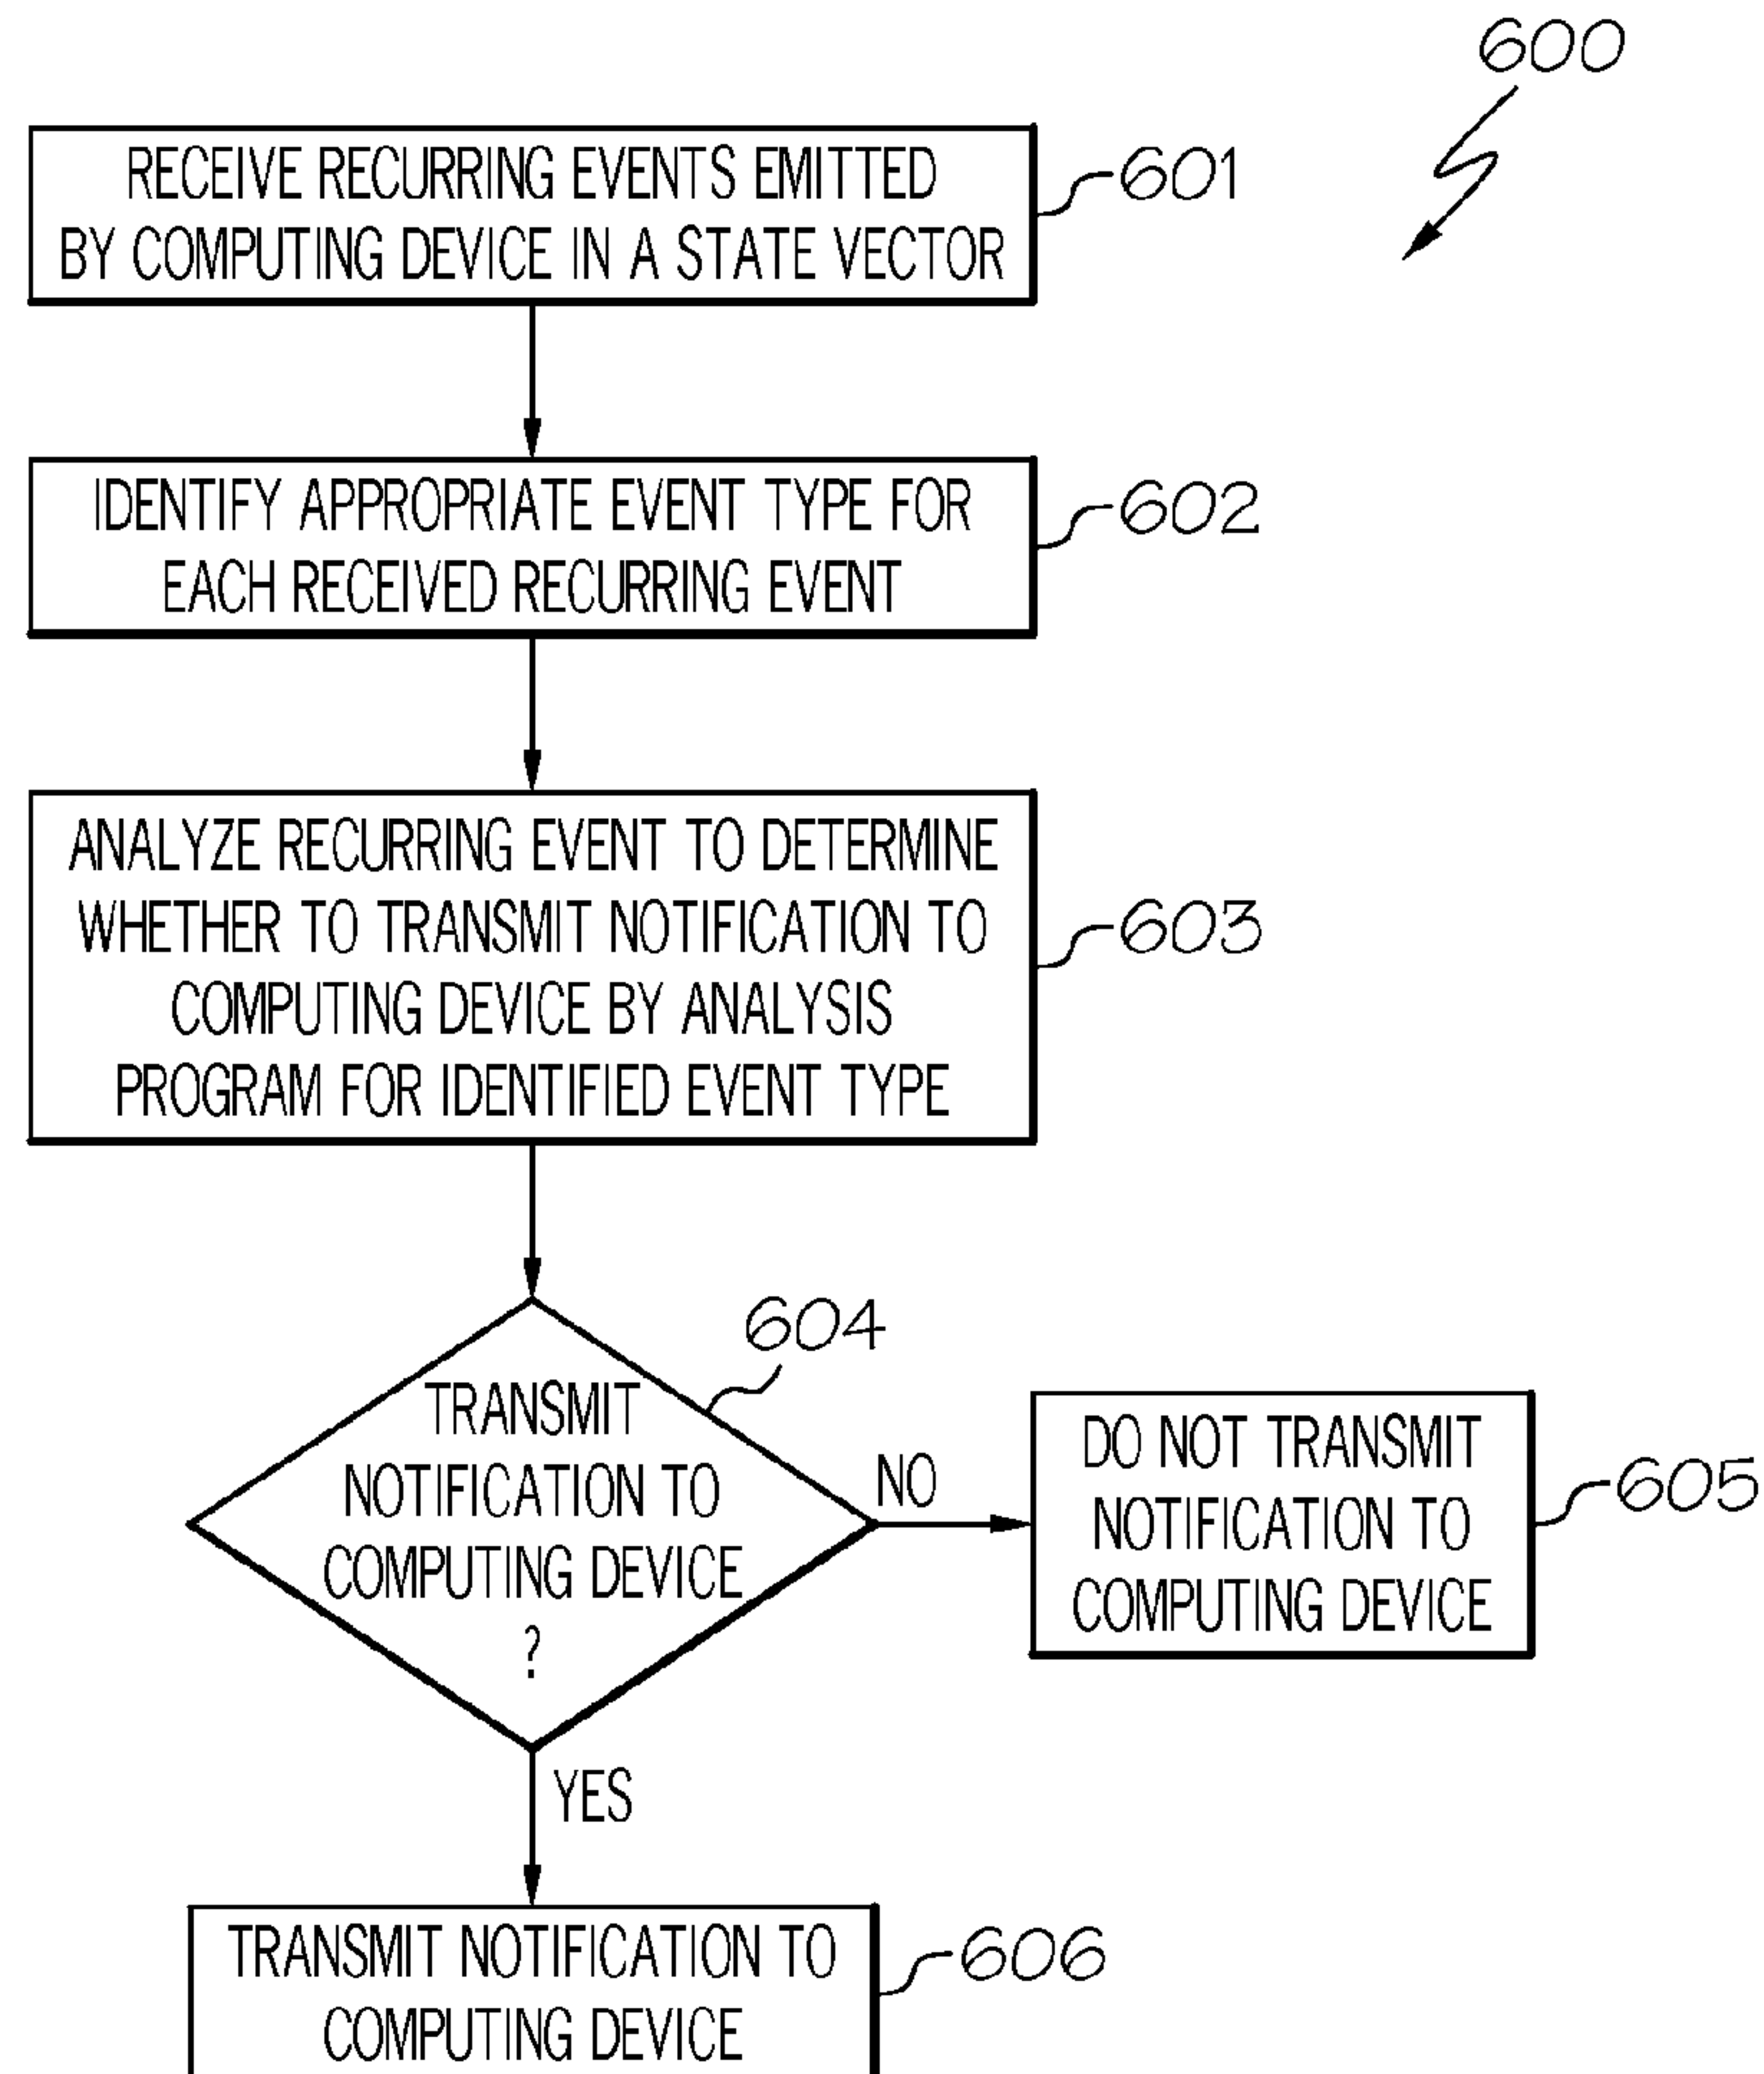 600
RECEIVE RECURRING EVENTS EMITTED
BY COMPUTING DEVICE IN A STATE VECTOR
601
IDENTIFY APPROPRIATE EVENT TYPE FOR
EACH RECEIVED RECURRING EVENT
602
ANALYZE RECURRING EVENT TO DETERMINE
WHETHER TO TRANSMIT NOTIFICATION TO
COMPUTING DEVICE BY ANALYSIS
PROGRAM FOR IDENTIFIED EVENT TYPE
603
604
TRANSMIT
NOTIFICATION TO
COMPUTING DEVICE
?
NO
DO NOT TRANSMIT
NOTIFICATION TO
COMPUTING DEVICE
605
YES
TRANSMIT NOTIFICATION TO
COMPUTING DEVICE
606